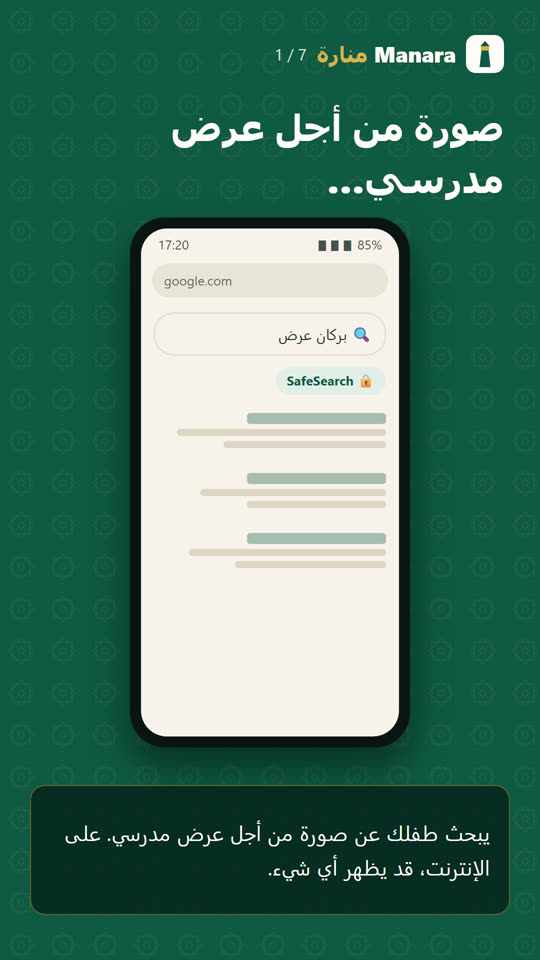 Manara منارة 1 / 7
صورة من أجل عرض
مدرسي...
17:20 85%
google.com
بركان عرض
SafeSearch
يبحث طفلك عن صورة من أجل عرض مدرسي. على
الإنترنت، قد يظهر أي شيء.